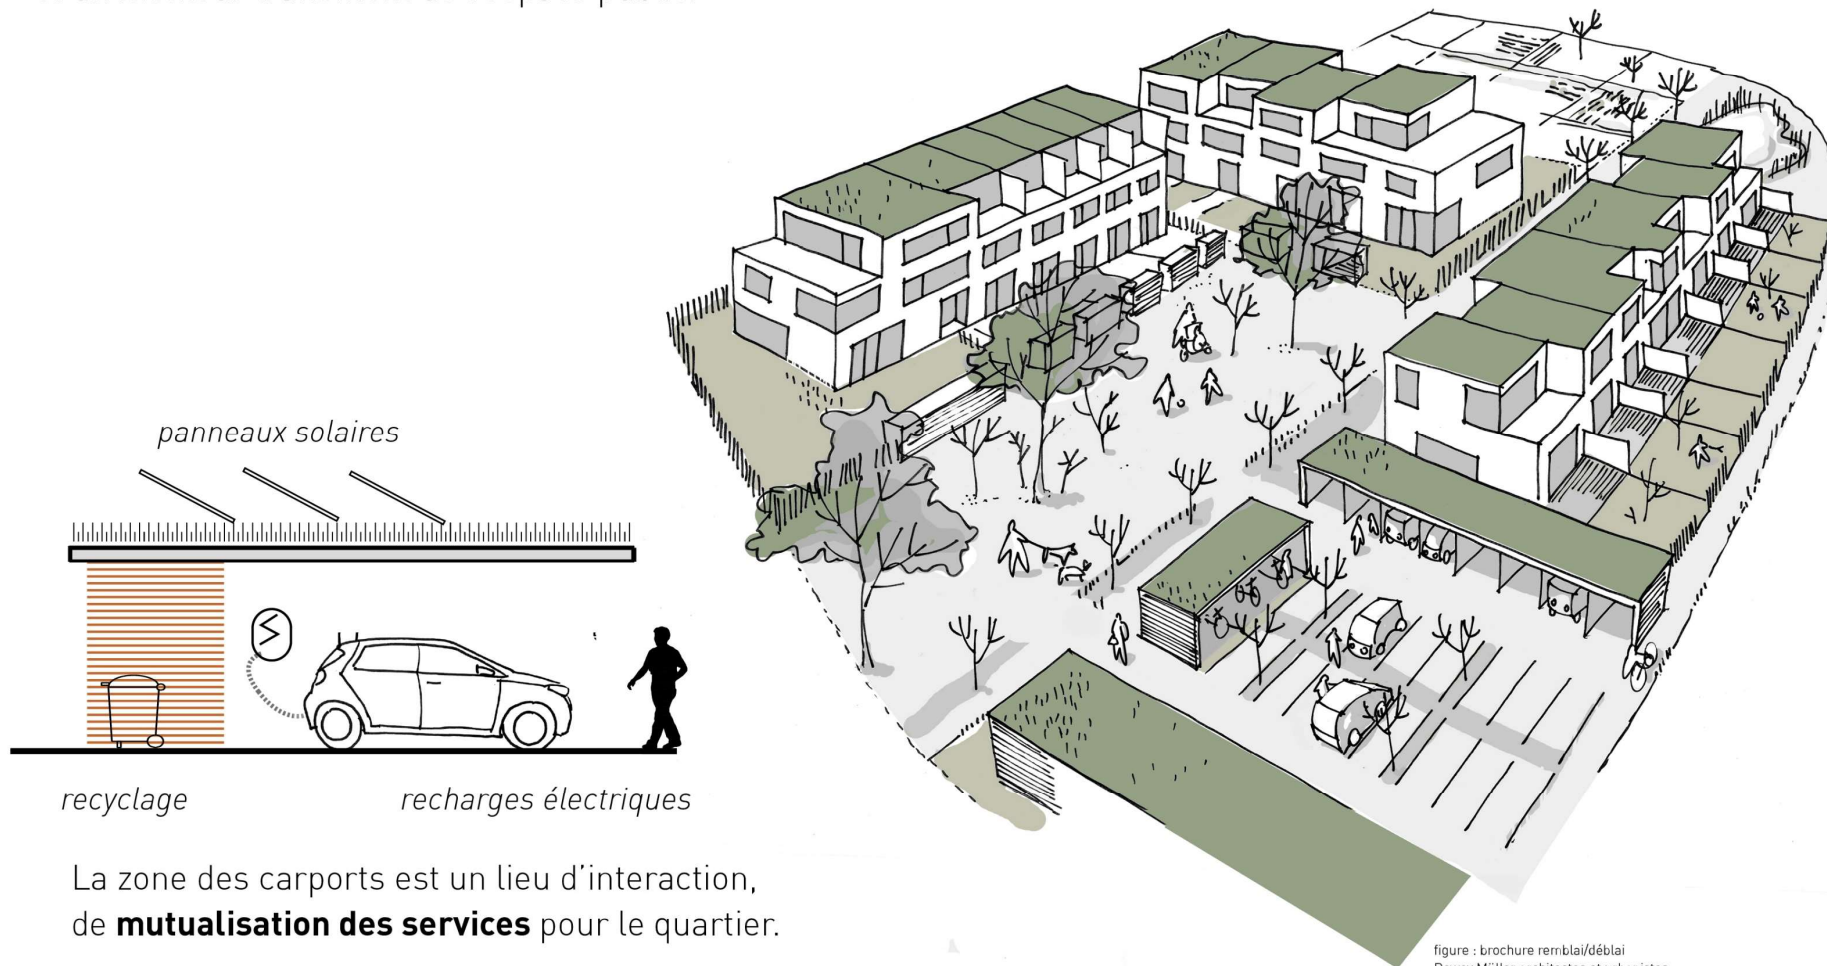 panneaux solaires
recyclage
recharges électriques
La zone des carports est un lieu d'interaction,
de mutualisation des services pour le quartier.
figure : brochure remblai/déblai